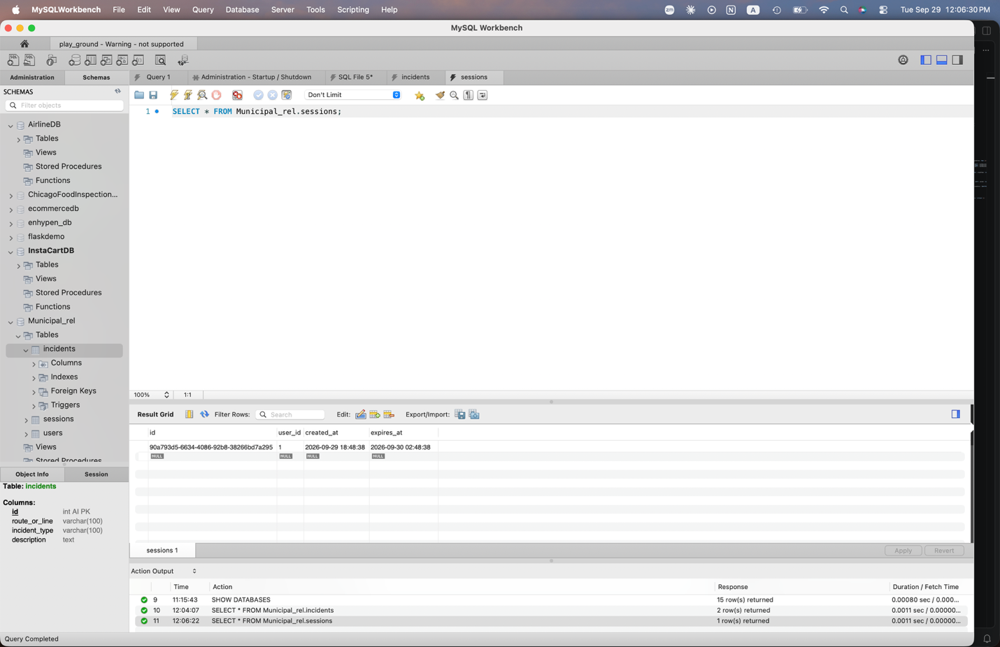 MySQLWorkbench File Edit View Query Database Server Tools Scripting Help
zm N A Tue Sep 29 12:06:30 PM
MySQL Workbench
play_ground - Warning - not supported
Administration Schemas Query 1 Administration - Startup / Shutdown SQL File 5* incidents sessions
SCHEMAS
Filter objects
Don't Limit
1 SELECT * FROM Municipal_rel.sessions;
AirlineDB
Tables
Views
Stored Procedures
Functions
ChicagoFoodInspection...
ecommercedb
enhypen_db
flaskdemo
InstaCartDB
Tables
Views
Stored Procedures
Functions
Municipal_rel
Tables
incidents
Columns
Indexes
Foreign Keys
Triggers
sessions
users
Views
Stored Procedures
Object Info Session
Table: incidents
Columns:
id int AI PK
route_or_line varchar(100)
incident_type varchar(100)
description text
100% 1:1
Result Grid Filter Rows: Search Edit: Export/Import:
id user_id created_at expires_at
90a793d5-6634-4086-92b8-38266bd7a295 1 2026-09-29 18:48:38 2026-09-30 02:48:38
NULL NULL NULL NULL
sessions 1 Apply Revert
Action Output
Time Action Response Duration / Fetch Time
9 11:15:43 SHOW DATABASES 15 row(s) returned 0.00080 sec / 0.000...
10 12:04:07 SELECT * FROM Municipal_rel.incidents 2 row(s) returned 0.0011 sec / 0.00000...
11 12:06:22 SELECT * FROM Municipal_rel.sessions 1 row(s) returned 0.0011 sec / 0.00000...
Query Completed